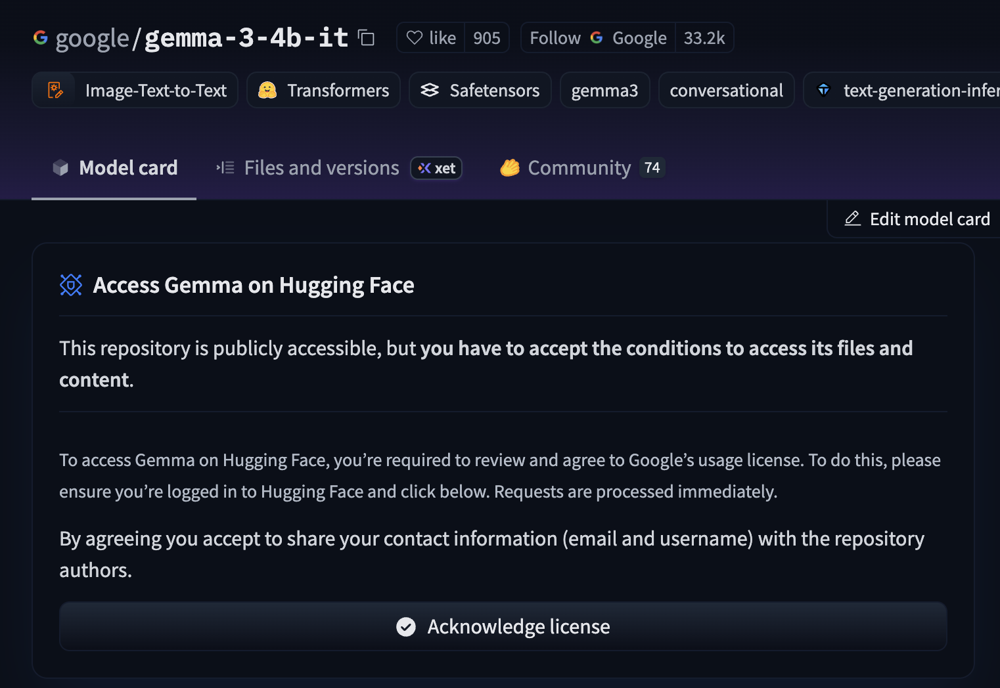 google/gemma-3-4b-it like 905 Follow Google 33.2k
Image-Text-to-Text Transformers Safetensors gemma3 conversational text-generation-infer
Model card Files and versions xet Community 74
Edit model card
Access Gemma on Hugging Face
This repository is publicly accessible, but you have to accept the conditions to access its files and
content.
To access Gemma on Hugging Face, you’re required to review and agree to Google’s usage license. To do this, please
ensure you’re logged in to Hugging Face and click below. Requests are processed immediately.
By agreeing you accept to share your contact information (email and username) with the repository
authors.
Acknowledge license